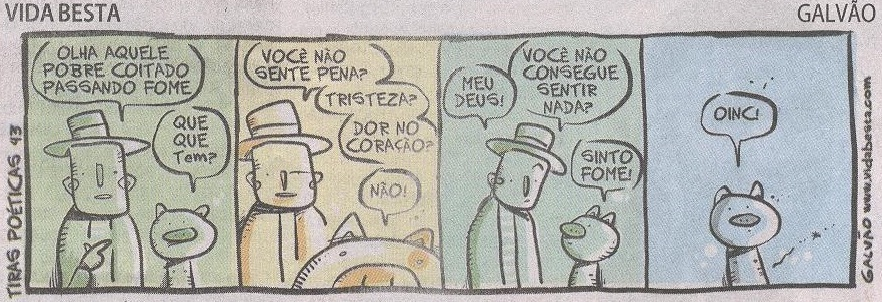 VIDA BESTA
GALVÃO
TIRAS POÉTICAS 93
OLHA AQUELE
POBRE COITADO
PASSANDO FOME
QUE
QUE
TEM?
VOCÊ NÃO
SENTE PENA?
TRISTEZA?
DOR NO
CORAÇÃO?
NÃO!
MEU
DEUS!
VOCÊ NÃO
CONSEGUE
SENTIR
NADA?
SINTO
FOME!
OINC!
GALVÃO www.vidabesta.com